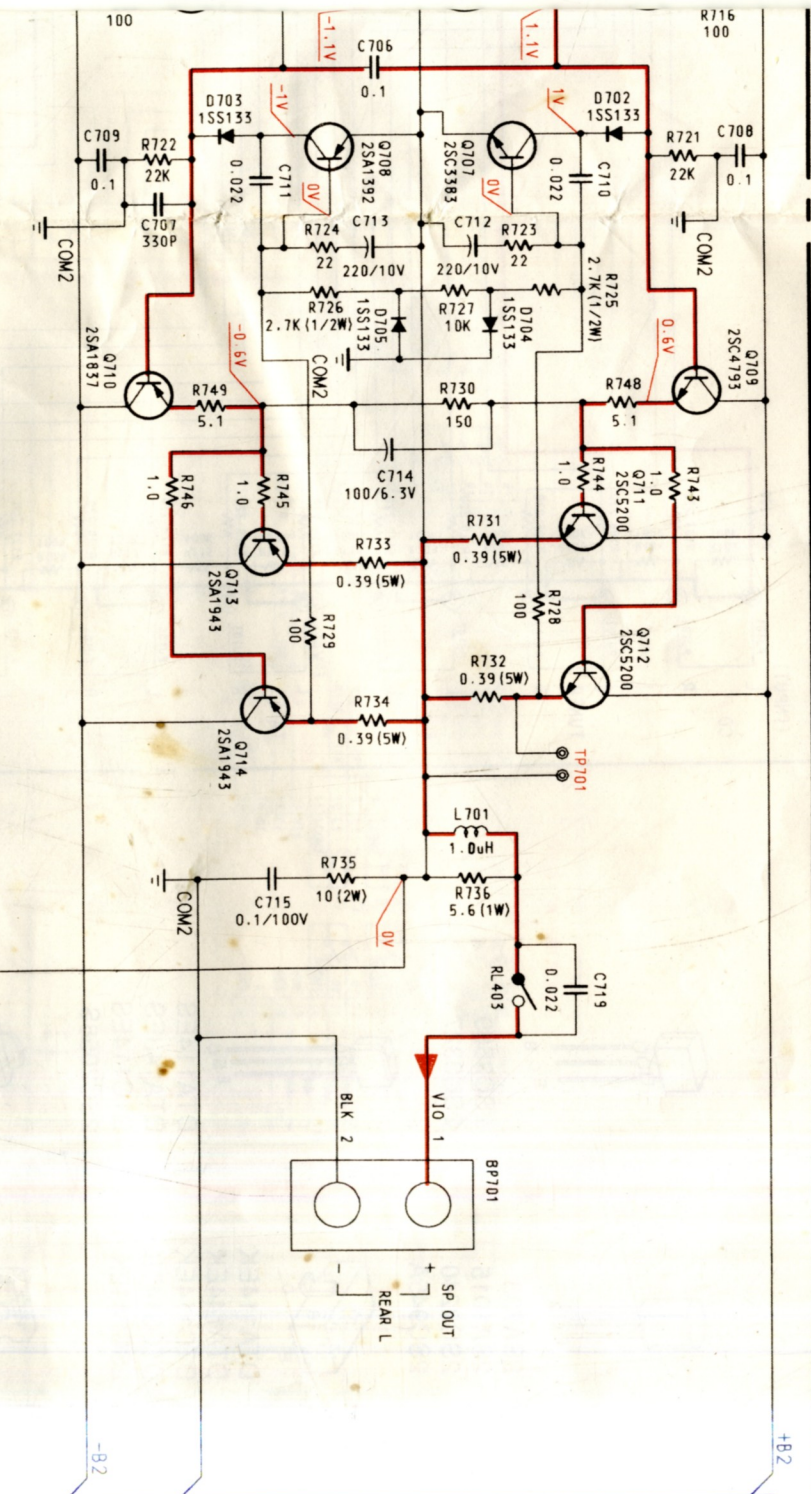 100
-1.1V
C706
0.1
1.1V
R716
100
D703
1SS133
-1V
Q708
2SA1392
Q707
2SC3383
1V
D702
1SS133
C709
0.1
R722
22K
C707
330P
COM2
C711
0.022
0V
0V
C710
0.022
R721
22K
C708
0.1
COM2
R724
22
C713
220/10V
C712
220/10V
R723
22
R726
2.7K(1/2W)
D705
1SS133
R727
10K
D704
1SS133
R725
2.7K(1/2W)
COM2
Q710
2SA1837
-0.6V
R749
5.1
R730
150
C714
100/6.3V
0.6V
R748
5.1
Q709
2SC4793
R746
1.0
R745
1.0
R744
1.0
Q711
2SC5200
R743
1.0
Q713
2SA1943
R733
0.39(5W)
R731
0.39(5W)
R729
100
R728
100
Q712
2SC5200
R732
0.39(5W)
R734
0.39(5W)
Q714
2SA1943
TP701
L701
1.0uH
COM2
C715
0.1/100V
R735
10(2W)
0V
R736
5.6(1W)
RL403
C719
0.022
BLK 2
VIO 1
BP701
-
+
SP OUT
REAR L
-B2
+B2